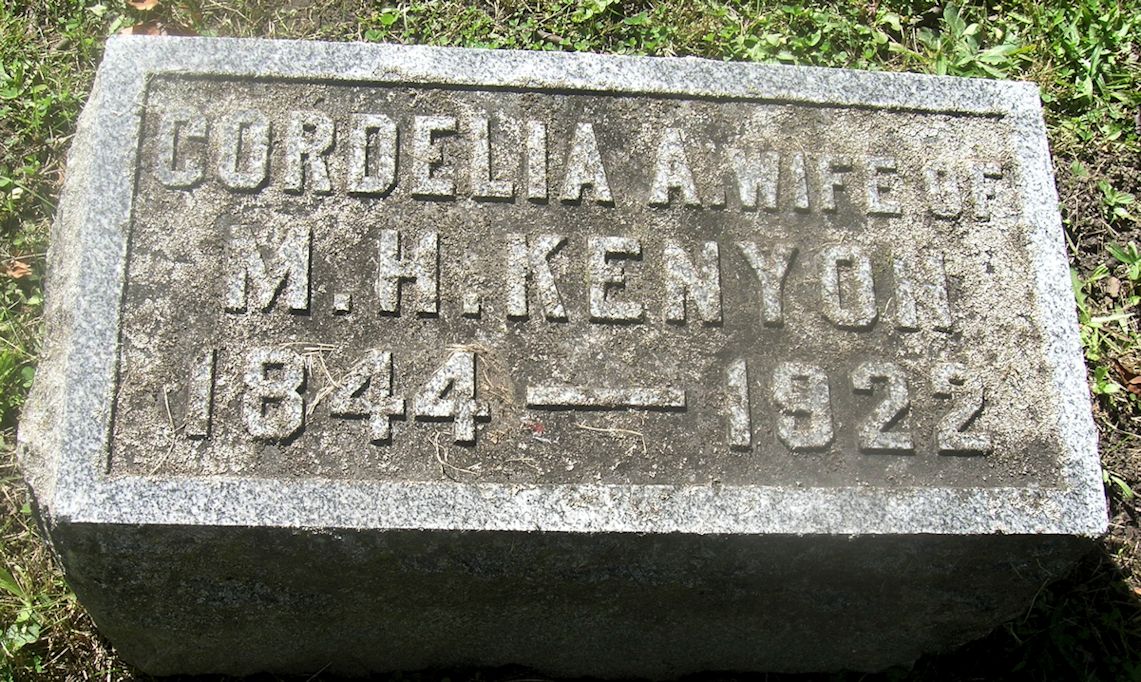 CORDELIA A. WIFE OF
M. H. KENYON
1844 — 1922